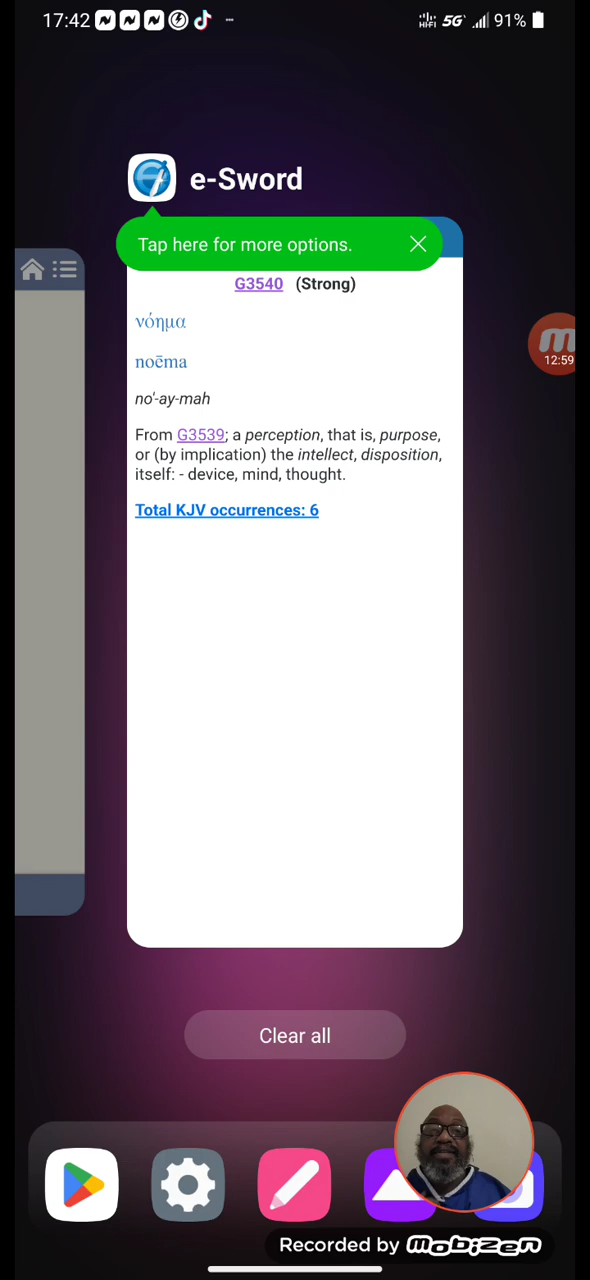 17:42 5G 91%
e-Sword
Tap here for more options.
G3540 (Strong)
νόημα
noēma
no'-ay-mah
From G3539; a perception, that is, purpose,
or (by implication) the intellect, disposition,
itself: - device, mind, thought.
Total KJV occurrences: 6
12:59
Clear all
Recorded by mobizen